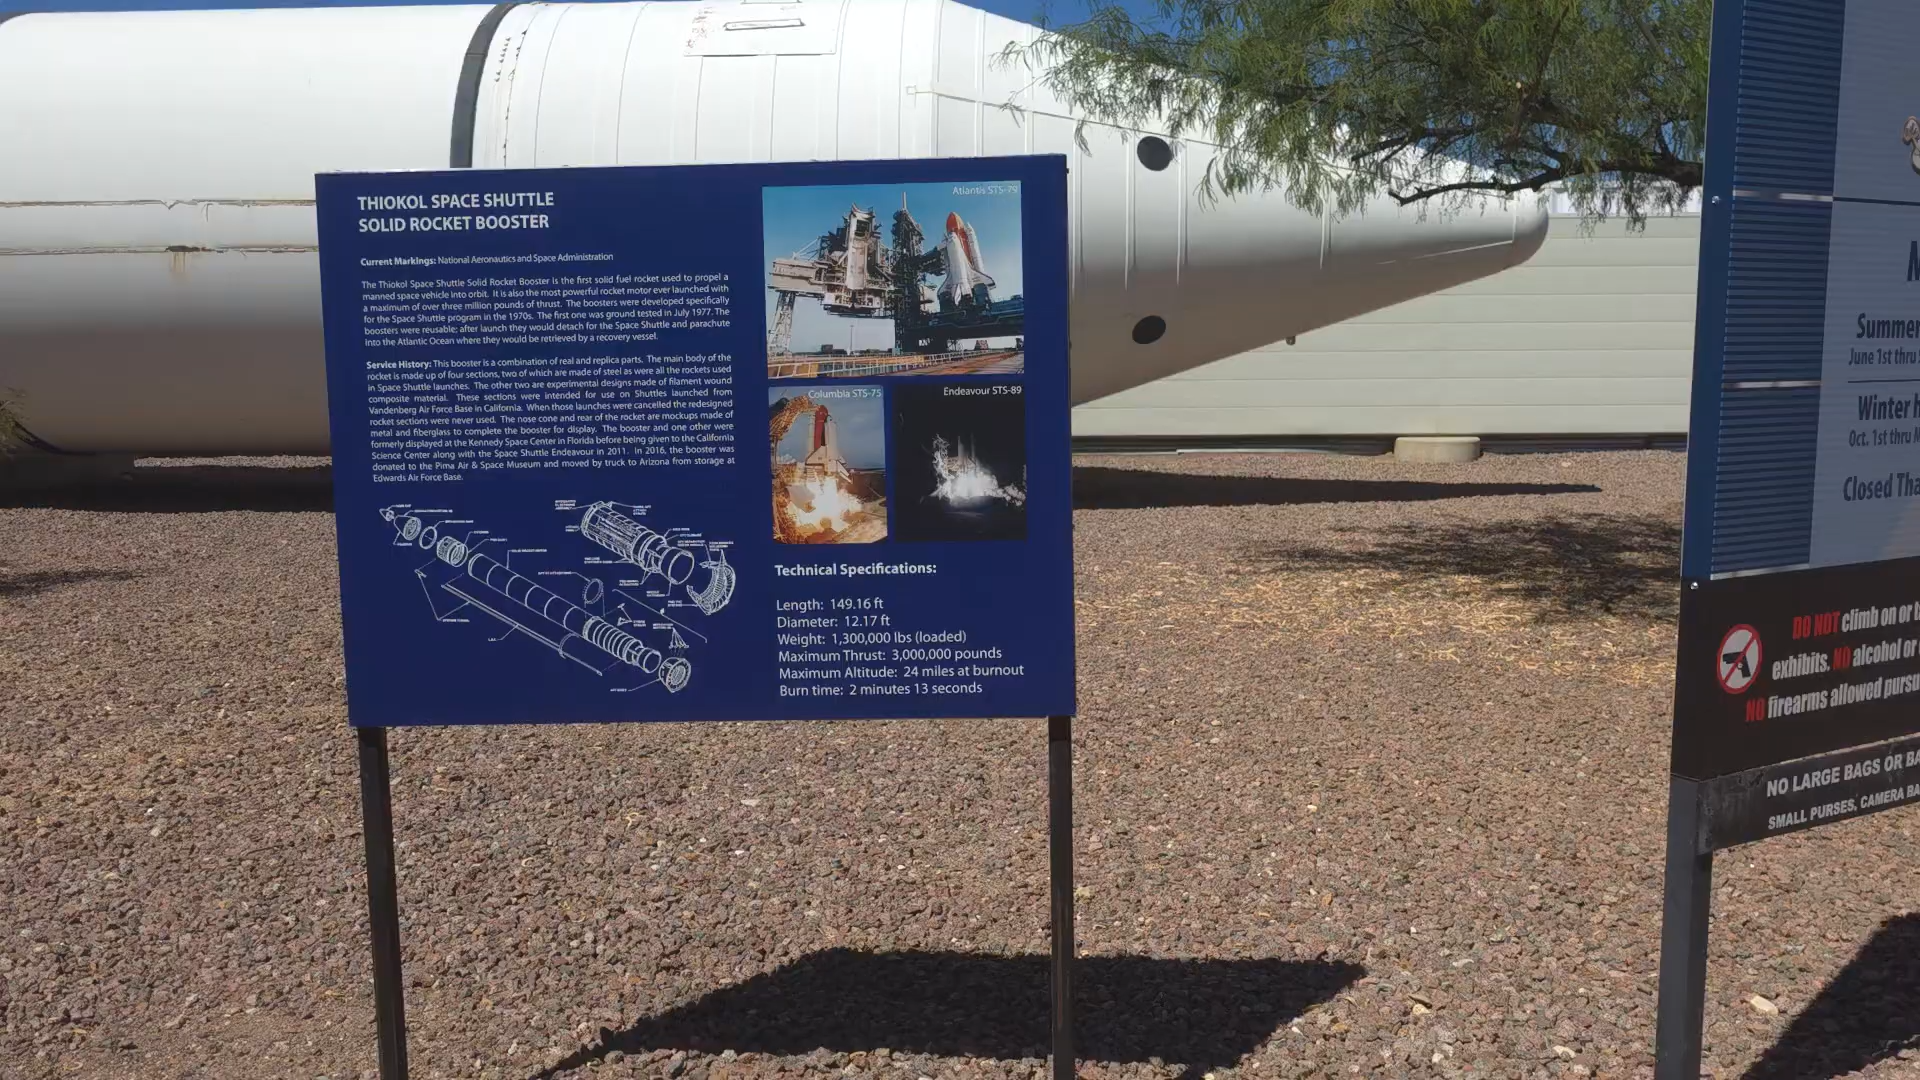 THIOKOL SPACE SHUTTLE
SOLID ROCKET BOOSTER
Current Markings: National Aeronautics and Space Administration
The Thiokol Space Shuttle Solid Rocket Booster is the first solid fuel rocket used to propel a
manned space vehicle into orbit. It is also the most powerful rocket motor ever launched with
a maximum of over three million pounds of thrust. The boosters were developed specifically
for the Space Shuttle program in the 1970s. The first one was ground tested in July 1977. The
boosters were reusable; after launch they would detach for the Space Shuttle and parachute
into the Atlantic Ocean where they would be retrieved by a recovery vessel.
Service History: This booster is a combination of real and replica parts. The main body of the
rocket is made up of four sections, two of which are made of steel as were all the rockets used
in Space Shuttle launches. The other two are experimental designs made of filament wound
composite material. These sections were intended for use on Shuttles launched from
Vandenberg Air Force Base in California. When those launches were cancelled the redesigned
rocket sections were never used. The nose cone and rear of the rocket are mockups made of
metal and fiberglass to complete the booster for display. The booster and one other were
formerly displayed at the Kennedy Space Center in Florida before being given to the California
Science Center along with the Space Shuttle Endeavour in 2011. In 2016, the booster was
donated to the Pima Air & Space Museum and moved by truck to Arizona from storage at
Edwards Air Force Base.
Atlantis STS-79
Columbia STS-75
Endeavour STS-89
Technical Specifications:
Length: 149.16 ft
Diameter: 12.17 ft
Weight: 1,300,000 lbs (loaded)
Maximum Thrust: 3,000,000 pounds
Maximum Altitude: 24 miles at burnout
Burn time: 2 minutes 13 seconds
Summer
June 1st thru
Winter
Oct. 1st thru
Closed
DO NOT climb on or
exhibits. NO alcohol or
NO firearms allowed
NO LARGE BAGS OR
SMALL PURSES, CAMERA